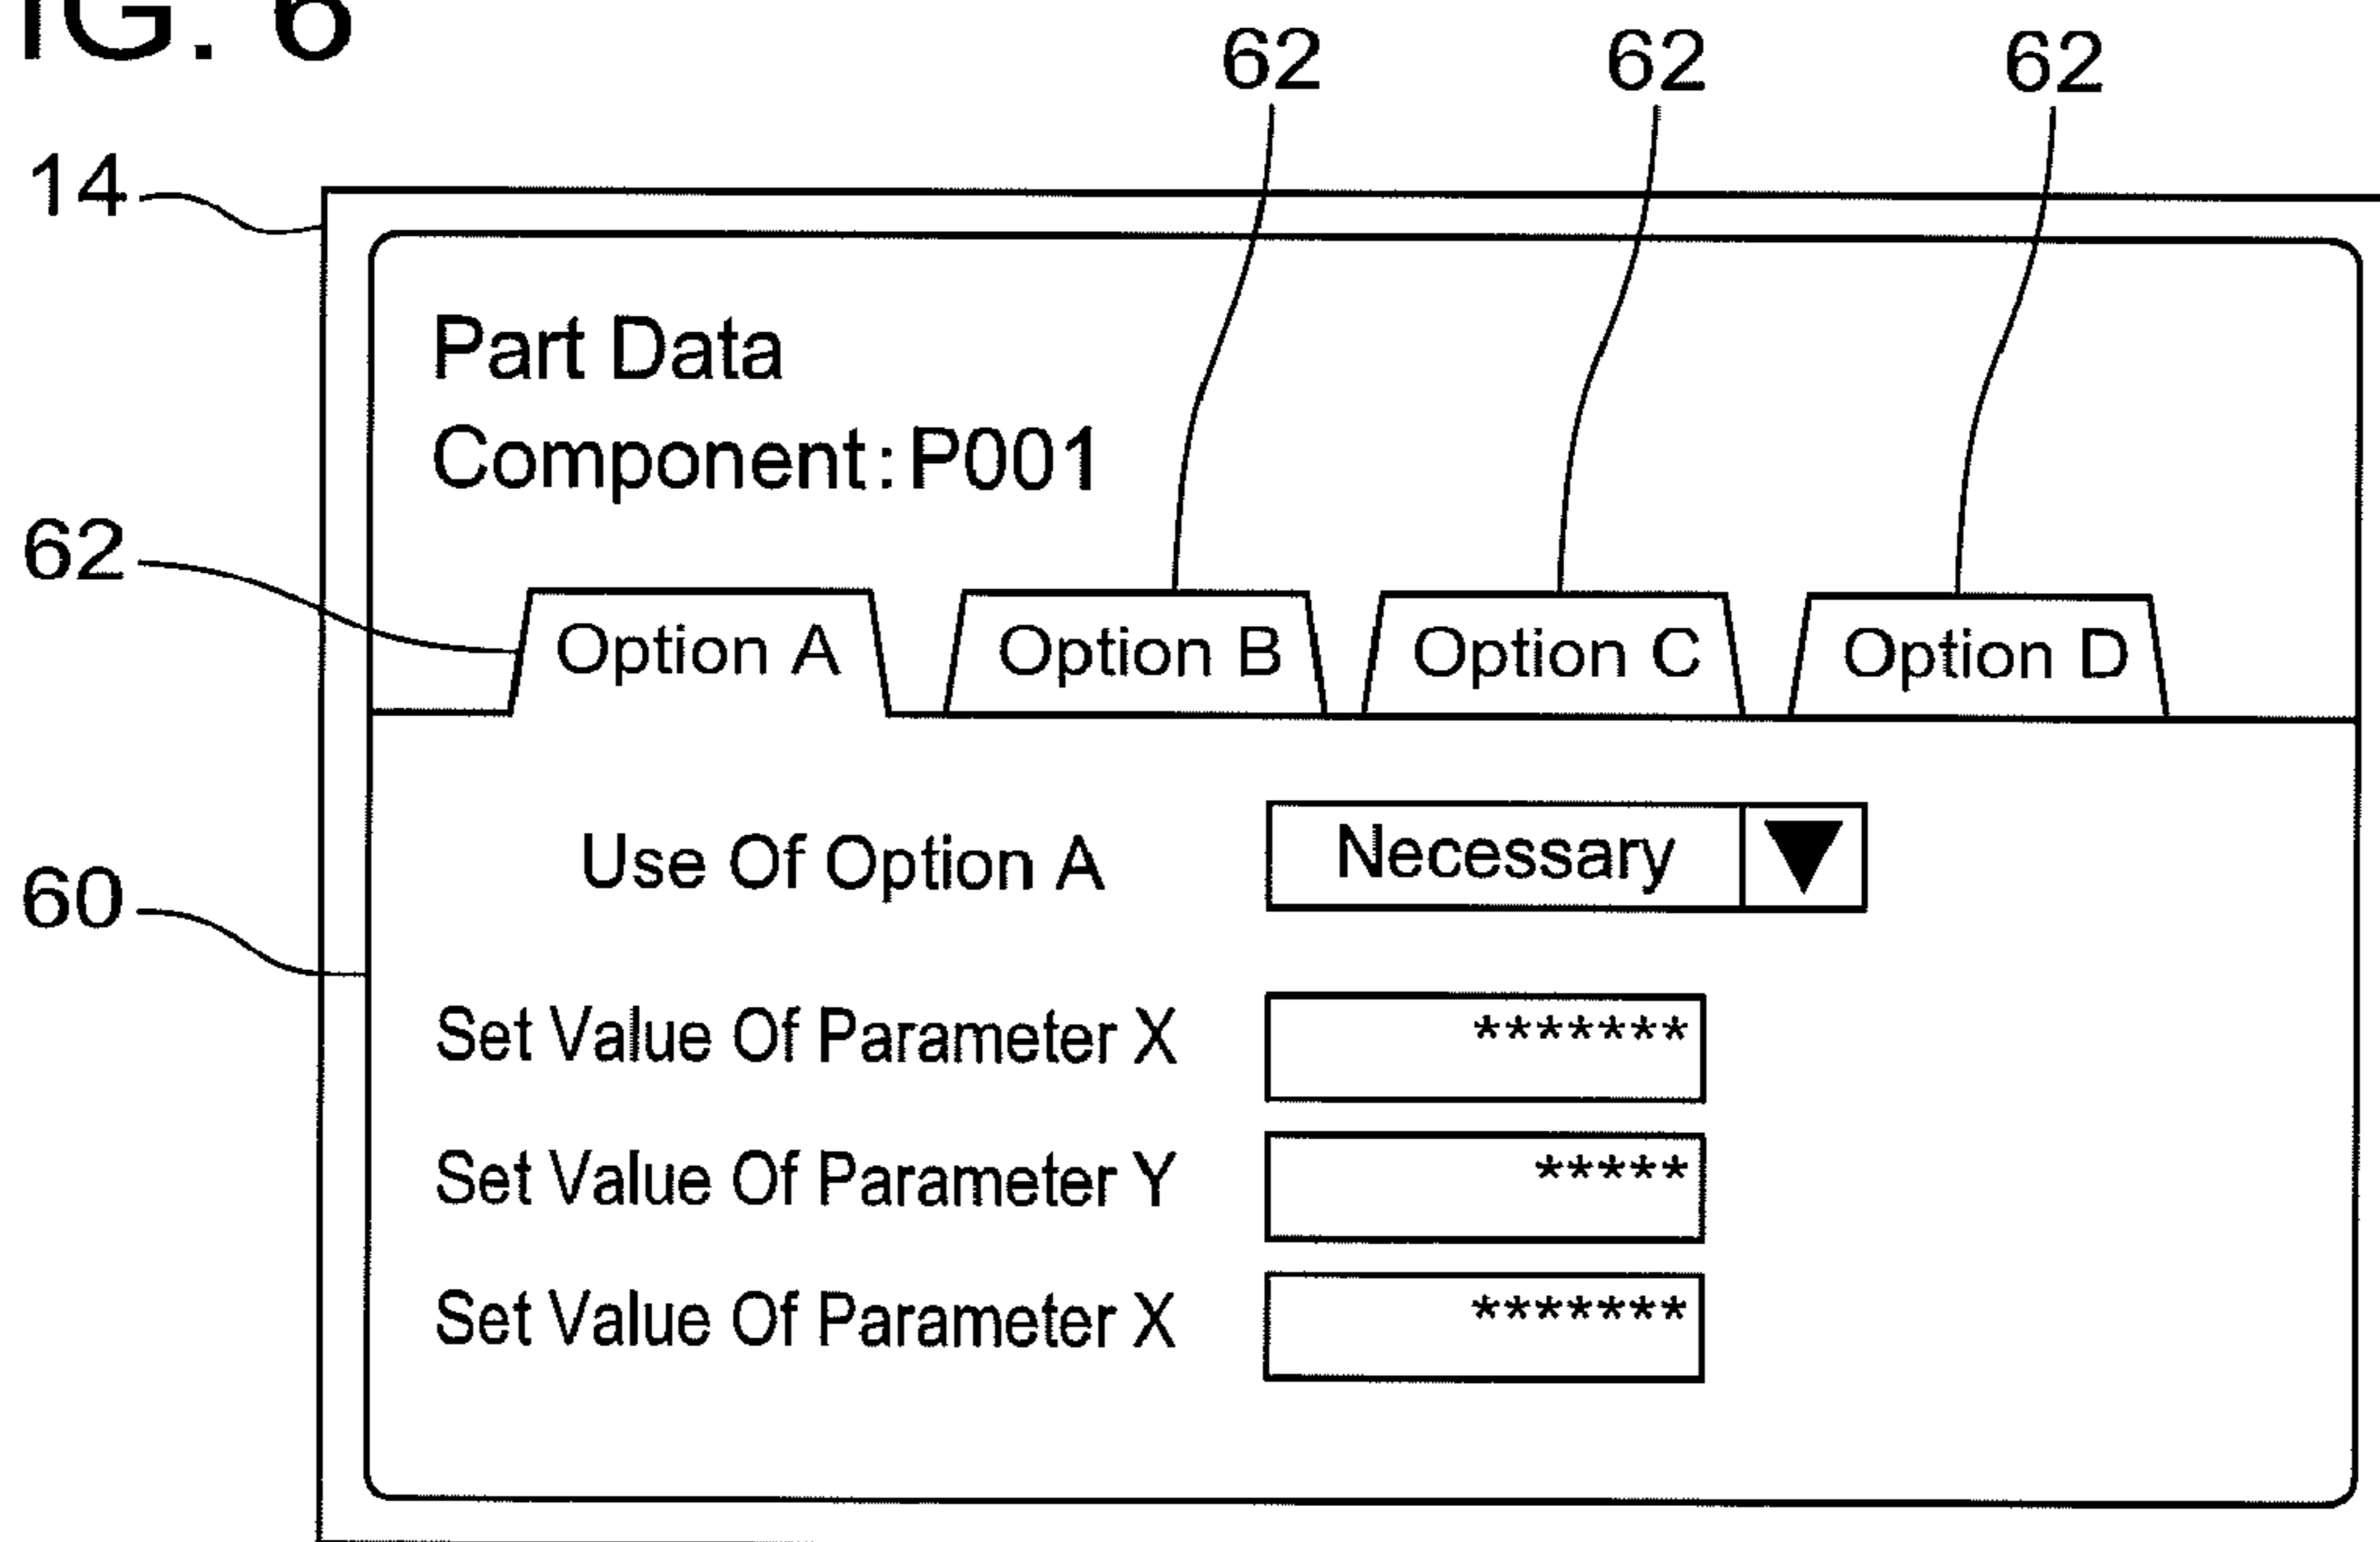 IG. 6
62 62 62
14
Part Data
Component:P001
62
Option A Option B Option C Option D
Use Of Option A Necessary
60
Set Value Of Parameter X *******
Set Value Of Parameter Y *****
Set Value Of Parameter X *******